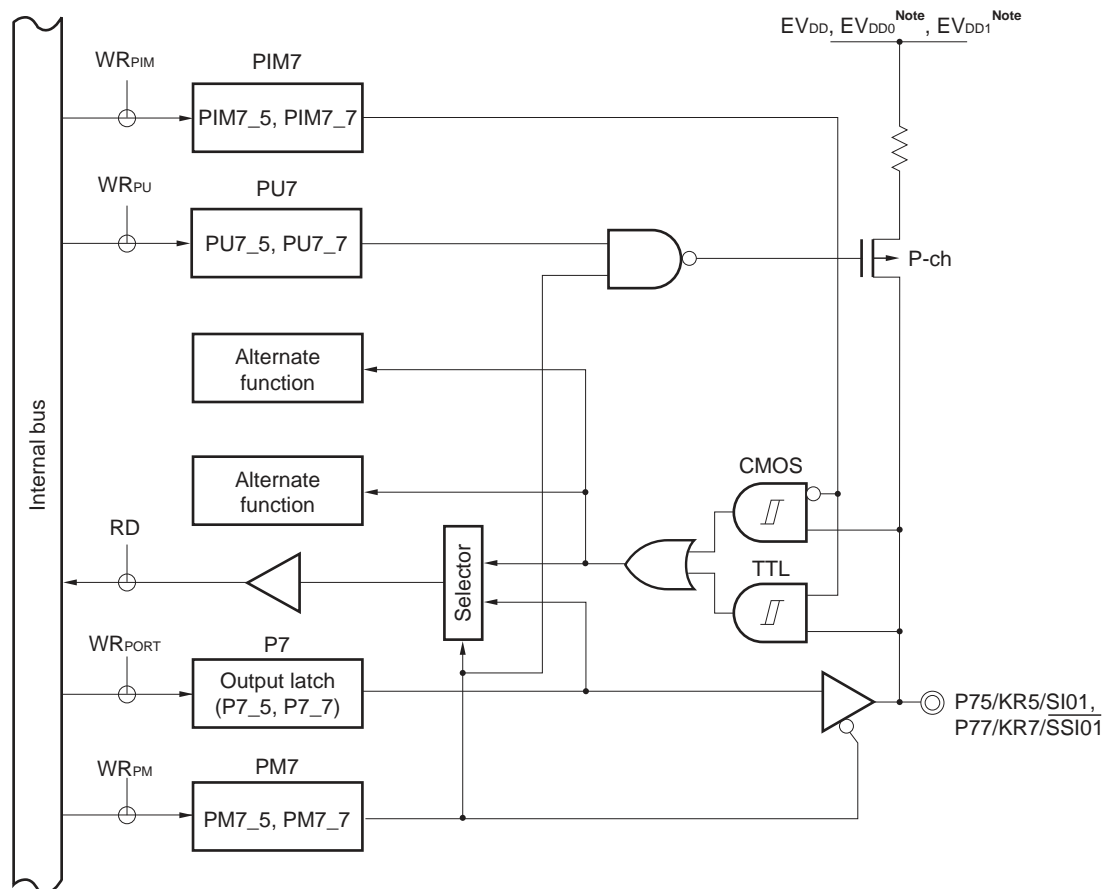 EVDD, EVDD0Note, EVDD1Note
WRPIM
PIM7
PIM7_5, PIM7_7
WRPU
PU7
PU7_5, PU7_7
P-ch
Alternate
function
Internal bus
CMOS
Alternate
function
RD
Selector
TTL
WRPORT
P7
Output latch
(P7_5, P7_7)
P75/KR5/SI01,
P77/KR7/SSI01
WRPM
PM7
PM7_5, PM7_7